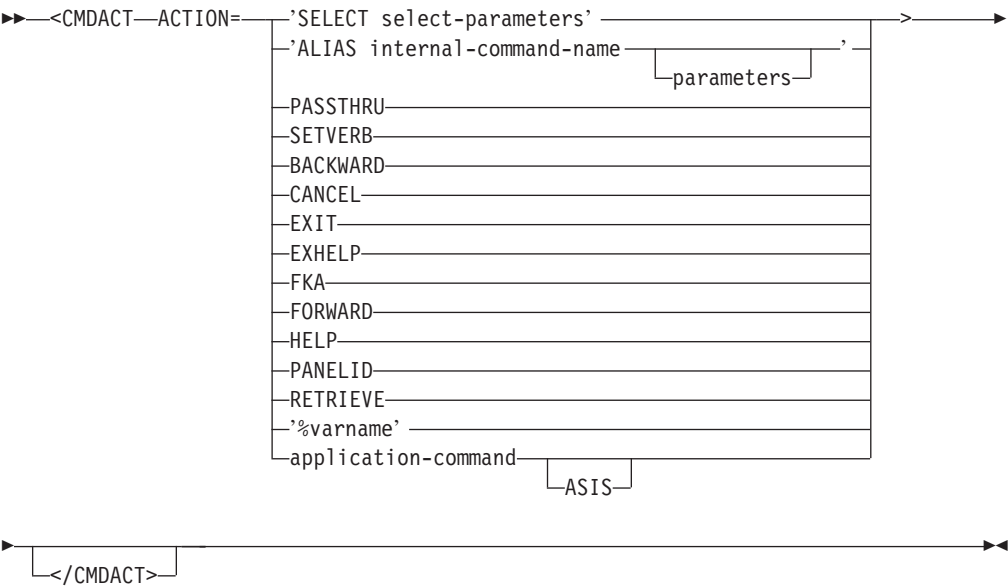 <CMDACT ACTION= 'SELECT select-parameters' >
'ALIAS internal-command-name '
parameters
PASSTHRU
SETVERB
BACKWARD
CANCEL
EXIT
EXHELP
FKA
FORWARD
HELP
PANELID
RETRIEVE
'%varname'
application-command
ASIS
</CMDACT>